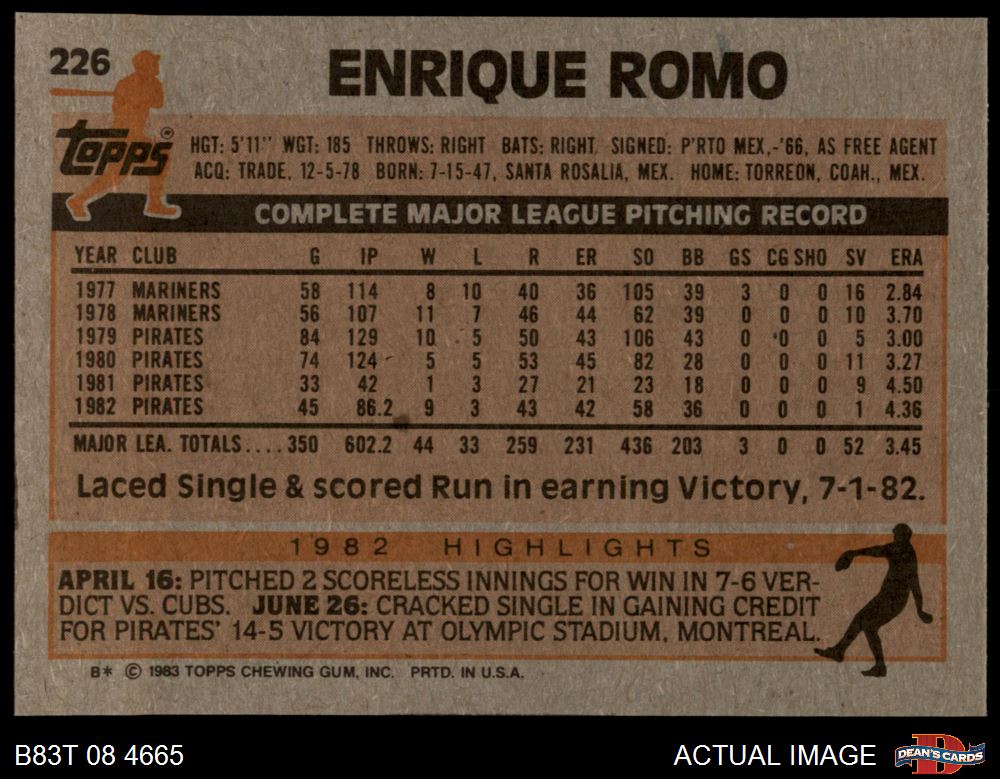 226
ENRIQUE ROMO
topps®
HGT: 5'11" WGT: 185 THROWS: RIGHT BATS: RIGHT SIGNED: P'RTO MEX,-'66, AS FREE AGENT
ACQ: TRADE, 12-5-78 BORN: 7-15-47, SANTA ROSALIA, MEX. HOME: TORREON, COAH., MEX.
COMPLETE MAJOR LEAGUE PITCHING RECORD
YEAR CLUB G IP W L R ER SO BB GS CG SHO SV ERA
1977 MARINERS 58 114 8 10 40 36 105 39 3 0 0 16 2.84
1978 MARINERS 56 107 11 7 46 44 62 39 0 0 0 10 3.70
1979 PIRATES 84 129 10 5 50 43 106 43 0 0 0 5 3.00
1980 PIRATES 74 124 5 5 53 45 82 28 0 0 0 11 3.27
1981 PIRATES 33 42 1 3 27 21 23 18 0 0 0 9 4.50
1982 PIRATES 45 86.2 9 3 43 42 58 36 0 0 0 1 4.36
MAJOR LEA. TOTALS.... 350 602.2 44 33 259 231 436 203 3 0 0 52 3.45
Laced Single & scored Run in earning Victory, 7-1-82.
1982 HIGHLIGHTS
APRIL 16: PITCHED 2 SCORELESS INNINGS FOR WIN IN 7-6 VER-
DICT VS. CUBS. JUNE 26: CRACKED SINGLE IN GAINING CREDIT
FOR PIRATES' 14-5 VICTORY AT OLYMPIC STADIUM, MONTREAL.
B* © 1983 TOPPS CHEWING GUM, INC. PRTD. IN U.S.A.
B83T 08 4665
ACTUAL IMAGE
DEAN'S CARDS